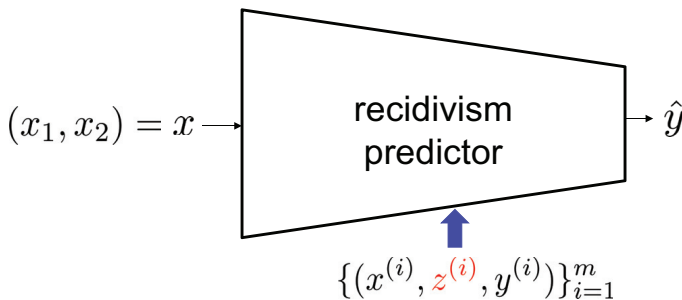 (x₁, x₂) = x
recidivism
predictor
ŷ
{(x⁽ⁱ⁾, z⁽ⁱ⁾, y⁽ⁱ⁾)}ᵢ₌₁ᵐ